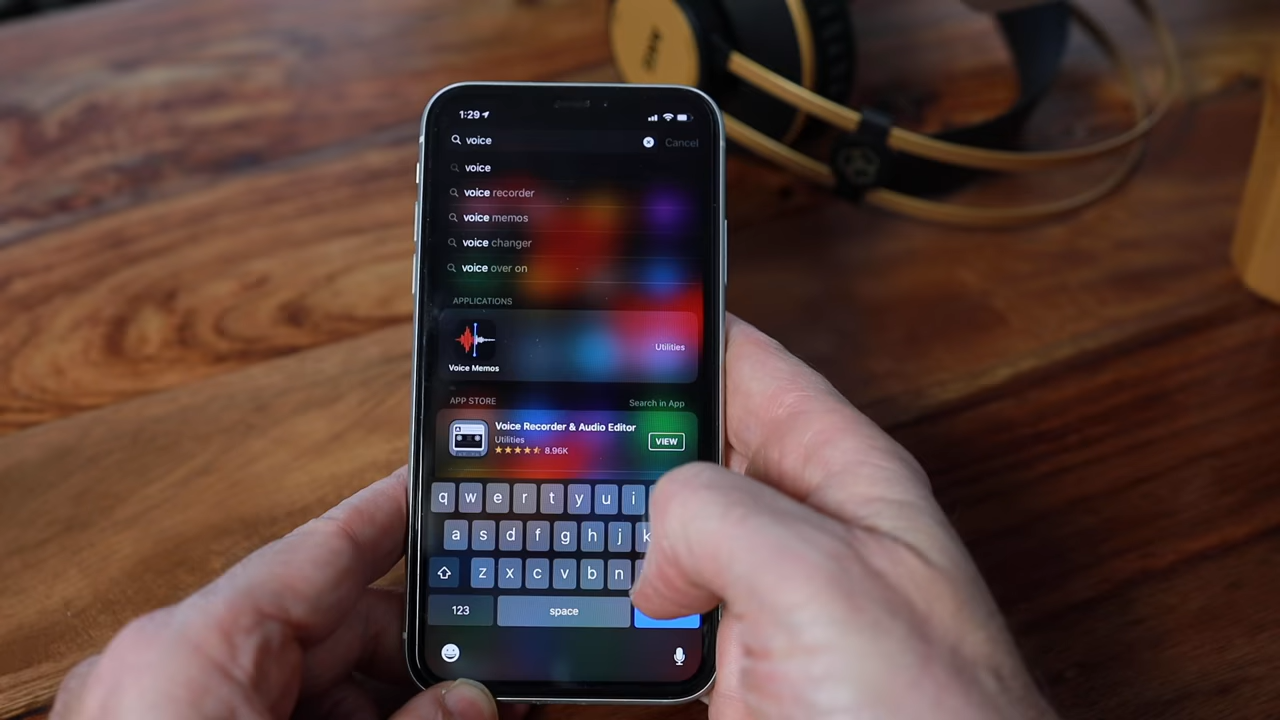 1:29
voice
Cancel
voice
voice recorder
voice memos
voice changer
voice over on
APPLICATIONS
Utilities
Voice Memos
APP STORE
Search in App
Voice Recorder & Audio Editor
Utilities
8.96K
VIEW
q w e r t y u i
a s d f g h j k
z x c v b n
123 space